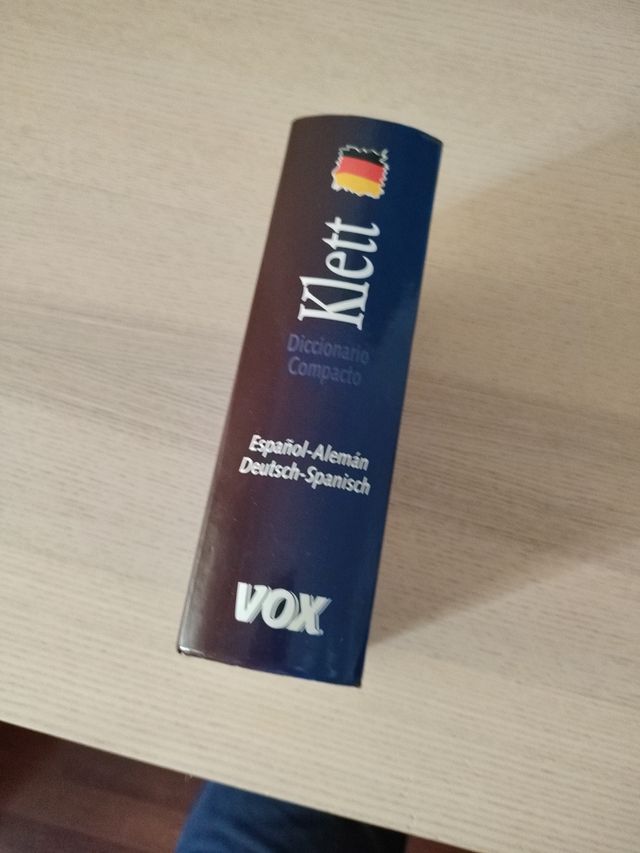 Klett
Diccionario
Compacto
Español-Alemán
Deutsch-Spanisch
VOX